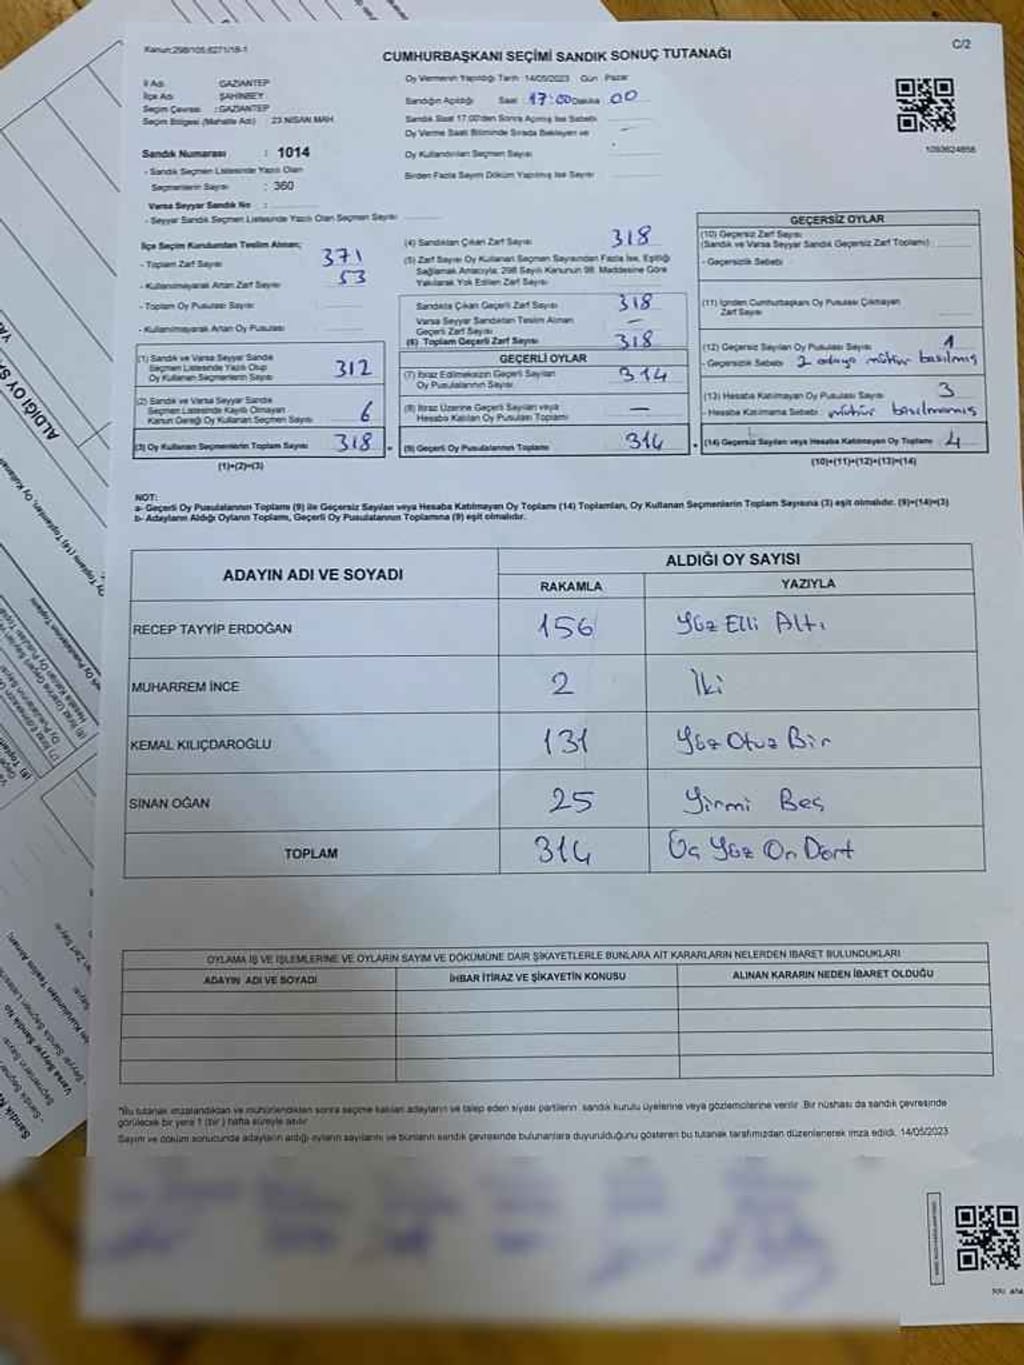 Kanun:298/105;6271/18-1
C/2
CUMHURBAŞKANI SEÇİMİ SANDIK SONUÇ TUTANAĞI
İl Adı : GAZİANTEP
İlçe Adı : ŞAHİNBEY
Seçim Çevresi : GAZİANTEP
Seçim Bölgesi (Mahalle Adı) 23 NİSAN MAH.
Sandık Numarası : 1014
- Sandık Seçmen Listesinde Yazılı Olan
Seçmenlerin Sayısı : 360
Varsa Seyyar Sandık No :
- Seyyar Sandık Seçmen Listesinde Yazılı Olan Seçmen Sayısı
Oy Vermenin Yapıldığı Tarih : 14/05/2023 Gün : Pazar
Sandığın Açıldığı Saat : 17:00 Dakika 00
Sandık Saat 17.00'den Sonra Açılmış İse Sebebi
Oy Verme Saati Bitiminde Sırada Bekleyen ve
Oy Kullandırılan Seçmen Sayısı
Birden Fazla Sayım Döküm Yapılmış İse Sayısı
1093624858
İlçe Seçim Kurulundan Teslim Alınan;
- Toplam Zarf Sayısı 371
- Kullanılmayarak Artan Zarf Sayısı 53
- Toplam Oy Pusulası Sayısı
- Kullanılmayarak Artan Oy Pusulası
(1) Sandık ve Varsa Seyyar Sandık
Seçmen Listesinde Yazılı Olup
Oy Kullanan Seçmenlerin Sayısı 312
(2) Sandık ve Varsa Seyyar Sandık
Seçmen Listesinde Kayıtlı Olmayan
Kanun Gereği Oy Kullanan Seçmen Sayısı 6
(3) Oy Kullanan Seçmenlerin Toplam Sayısı 318
(1)+(2)=(3)
(4) Sandıktan Çıkan Zarf Sayısı 318
(5) Zarf Sayısı Oy Kullanan Seçmen Sayısından Fazla İse, Eşitliği
Sağlamak Amacıyla; 298 Sayılı Kanunun 98. Maddesine Göre
Yakılarak Yok Edilen Zarf Sayısı
Sandıkta Çıkan Geçerli Zarf Sayısı 318
Varsa Seyyar Sandıktan Teslim Alınan
Geçerli Zarf Sayısı —
(6) Toplam Geçerli Zarf Sayısı 318
GEÇERLİ OYLAR
(7) İtiraz Edilmeksizin Geçerli Sayılan
Oy Pusulalarının Sayısı 314
(8) İtiraz Üzerine Geçerli Sayılan veya
Hesaba Katılan Oy Pusulası Toplamı —
(9) Geçerli Oy Pusulalarının Toplamı 314
GEÇERSİZ OYLAR
(10) Geçersiz Zarf Sayısı
(Sandık ve Varsa Seyyar Sandık Geçersiz Zarf Toplamı)
- Geçersizlik Sebebi
(11) İçinden Cumhurbaşkanı Oy Pusulası Çıkmayan
Zarf Sayısı
(12) Geçersiz Sayılan Oy Pusulası Sayısı 1
- Geçersizlik Sebebi 2 adaya mühür basılmış
(13) Hesaba Katılmayan Oy Pusulası Sayısı 3
- Hesaba Katılmama Sebebi mühür basılmamış
(14) Geçersiz Sayılan veya Hesaba Katılmayan Oy Toplamı 4
(10)+(11)+(12)+(13)=(14)
NOT:
a- Geçerli Oy Pusulalarının Toplamı (9) ile Geçersiz Sayılan veya Hesaba Katılmayan Oy Toplamı (14) Toplamları, Oy Kullanan Seçmenlerin Toplam Sayısına (3) eşit olmalıdır. (9)+(14)=(3)
b- Adayların Aldığı Oyların Toplamı, Geçerli Oy Pusulalarının Toplamına (9) eşit olmalıdır.
ADAYIN ADI VE SOYADI
ALDIĞI OY SAYISI
RAKAMLA YAZIYLA
RECEP TAYYİP ERDOĞAN 156 Yüz Elli Altı
MUHARREM İNCE 2 İki
KEMAL KILIÇDAROĞLU 131 Yüz Otuz Bir
SİNAN OĞAN 25 Yirmi Beş
TOPLAM 314 Üç Yüz On Dört
OYLAMA İŞ VE İŞLEMLERİNE VE OYLARIN SAYIM VE DÖKÜMÜNE DAİR ŞİKAYETLERLE BUNLARA AİT KARARLARIN NELERDEN İBARET BULUNDUKLARI
ADAYIN ADI VE SOYADI İHBAR İTİRAZ VE ŞİKAYETİN KONUSU ALINAN KARARIN NEDEN İBARET OLDUĞU
*Bu tutanak imzalandıktan ve mühürlendikten sonra seçime katılan adayların ve talep eden siyasi partilerin sandık kurulu üyelerine veya gözlemcilerine verilir. Bir nüshası da sandık çevresinde
görülecek bir yere 1 (bir) hafta süreyle asılır.
Sayım ve döküm sonucunda adayların aldığı oyların sayılarını ve bunların sandık çevresinde bulunanlara duyurulduğunu gösteren bu tutanak tarafımızdan düzenlenerek imza edildi. 14/05/2023